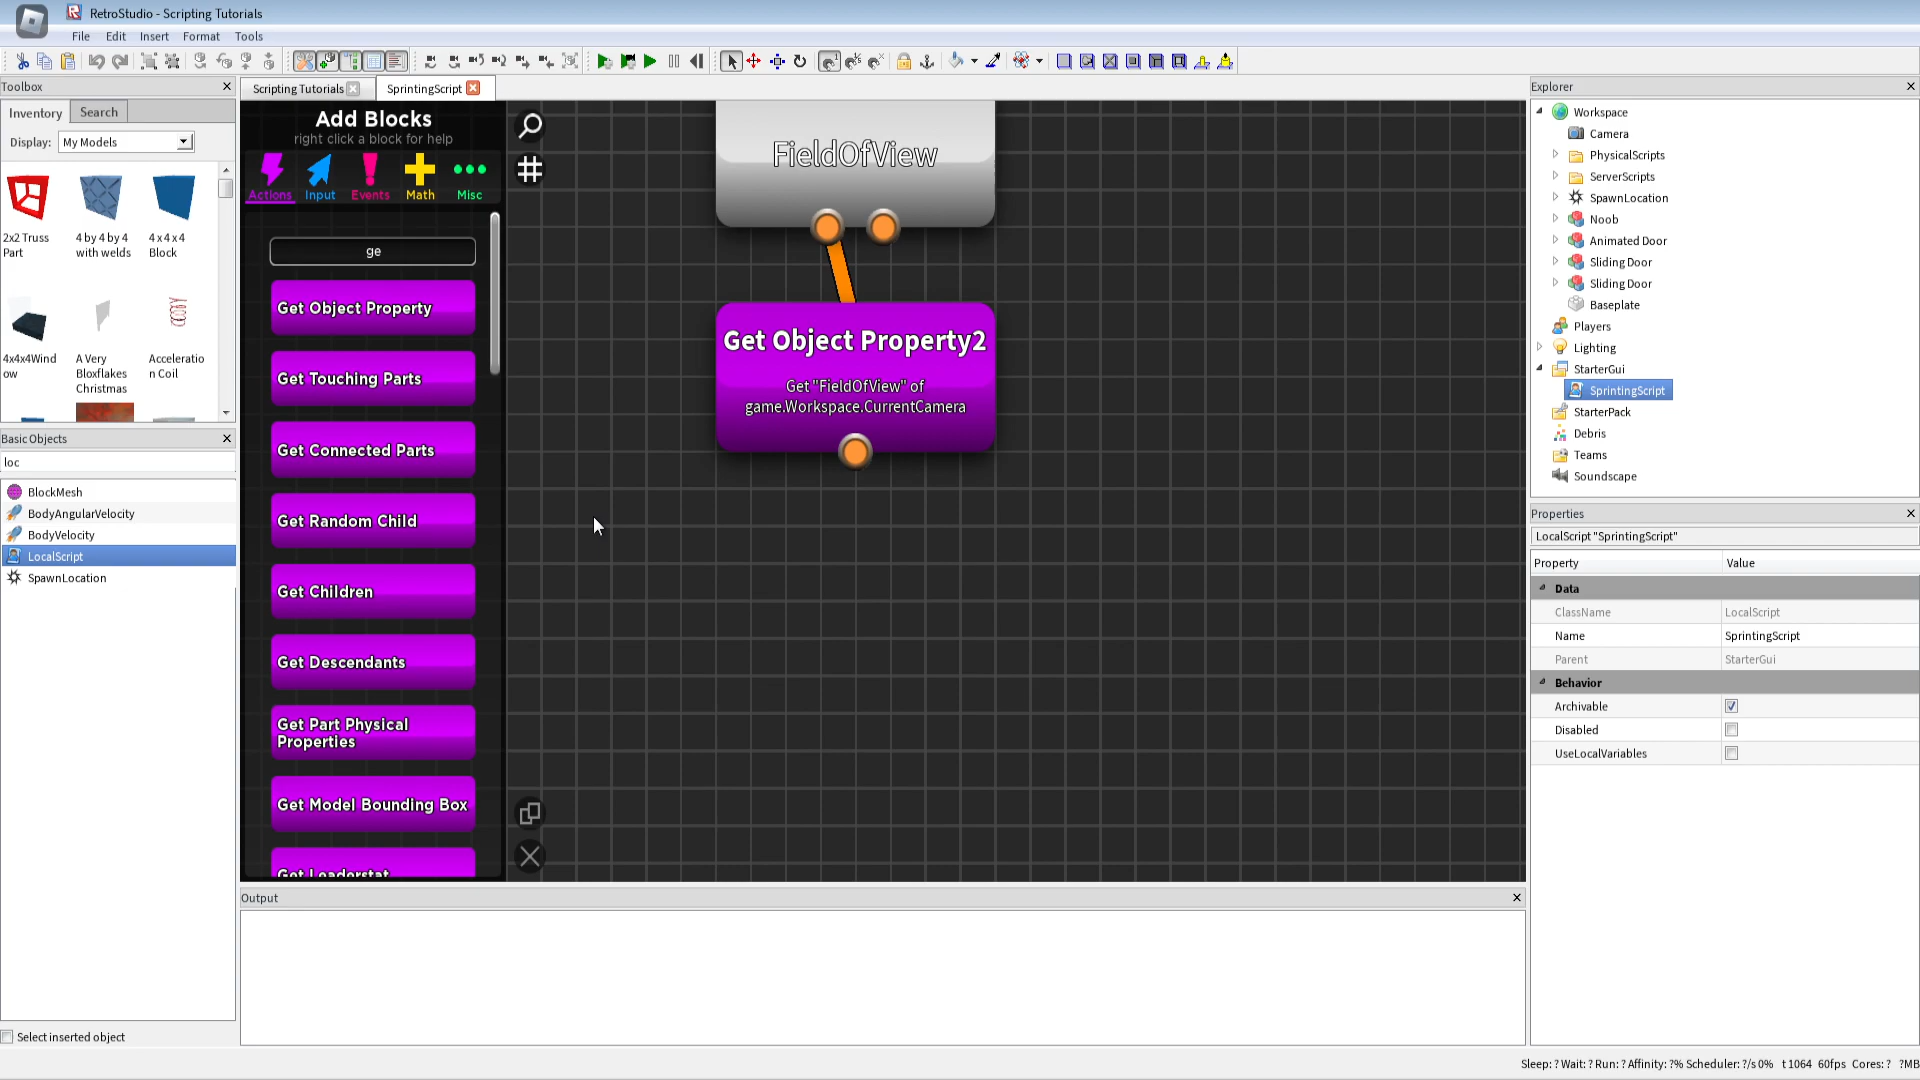 RetroStudio - Scripting Tutorials
File Edit Insert Format Tools
Toolbox
Inventory Search
Display: My Models
2x2 Truss Part
4 by 4 by 4 with welds
4 x 4 x 4 Block
4x4x4Wind ow
A Very Bloxflakes Christmas
Acceleratio n Coil
Basic Objects
loc
BlockMesh
BodyAngularVelocity
BodyVelocity
LocalScript
SpawnLocation
Select inserted object
Scripting Tutorials
SprintingScript
Add Blocks
right click a block for help
Actions Input Events Math Misc
ge
Get Object Property
Get Touching Parts
Get Connected Parts
Get Random Child
Get Children
Get Descendants
Get Part Physical
Properties
Get Model Bounding Box
Get Leaderstat
FieldOfView
Get Object Property2
Get "FieldOfView" of
game.Workspace.CurrentCamera
Output
Explorer
Workspace
Camera
PhysicalScripts
ServerScripts
SpawnLocation
Noob
Animated Door
Sliding Door
Sliding Door
Baseplate
Players
Lighting
StarterGui
SprintingScript
StarterPack
Debris
Teams
Soundscape
Properties
LocalScript "SprintingScript"
Property Value
Data
ClassName LocalScript
Name SprintingScript
Parent StarterGui
Behavior
Archivable
Disabled
UseLocalVariables
Sleep: ? Wait: ? Run: ? Affinity: ?% Scheduler: ?/s 0% t 1064 60fps Cores: ? ?MB